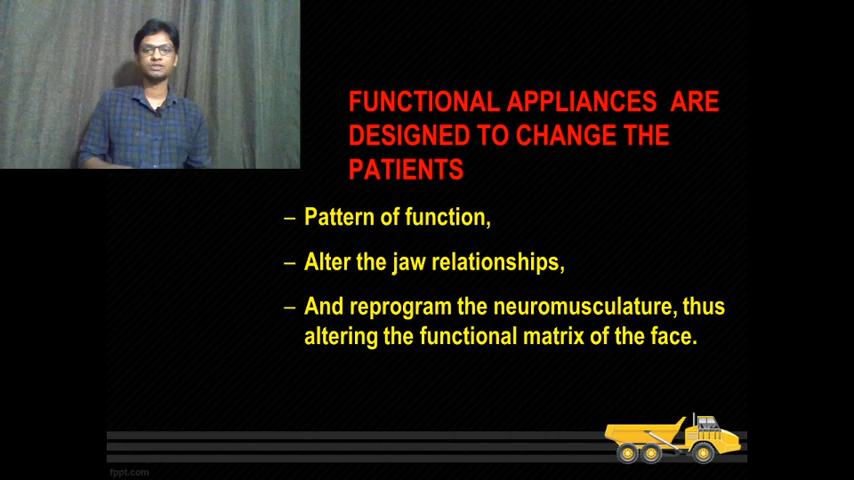 FUNCTIONAL APPLIANCES ARE
DESIGNED TO CHANGE THE
PATIENTS
– Pattern of function,
– Alter the jaw relationships,
– And reprogram the neuromusculature, thus
altering the functional matrix of the face.
fppt.com